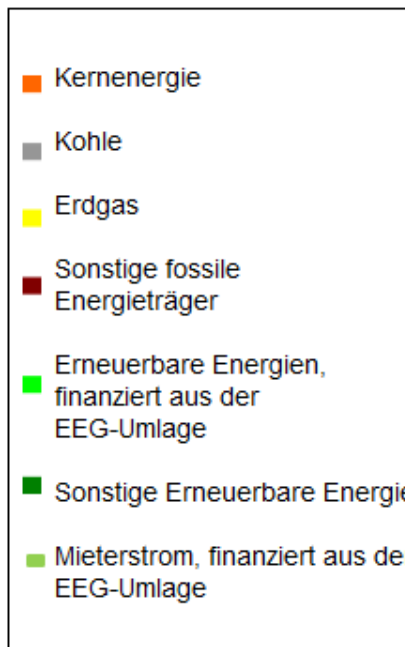 Kernenergie
Kohle
Erdgas
Sonstige fossile
Energieträger
Erneuerbare Energien,
finanziert aus der
EEG-Umlage
Sonstige Erneuerbare Energie
Mieterstrom, finanziert aus de
EEG-Umlage